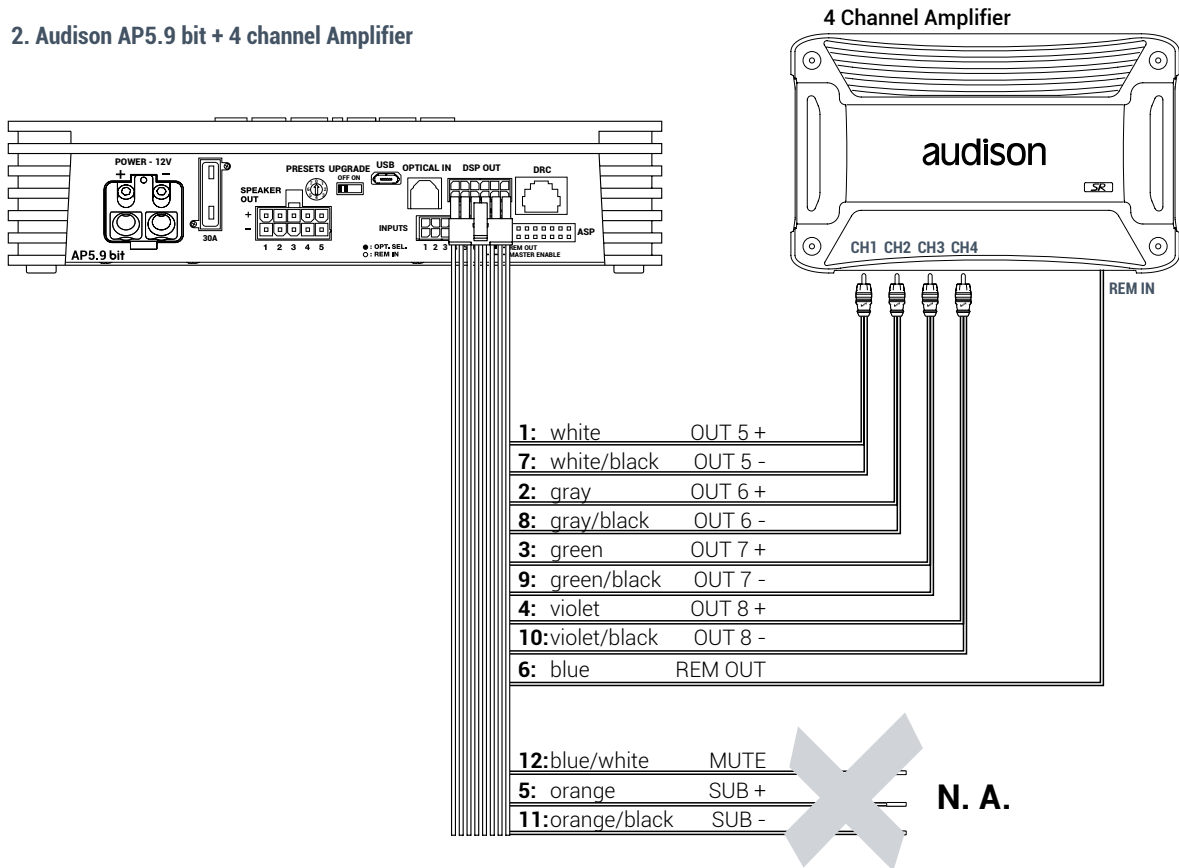 4 Channel Amplifier
2. Audison AP5.9 bit + 4 channel Amplifier
audison
SR
CH1 CH2 CH3 CH4
REM IN
POWER - 12V
+ -
30A
PRESETS UPGRADE USB OPTICAL IN DSP OUT DRC
OFF ON
SPEAKER
OUT
+
-
1 2 3 4 5
INPUTS
1 2 3
ASP
● : OPT. SEL.
○ : REM IN
REM OUT
MASTER ENABLE
AP5.9 bit
1: white OUT 5 +
7: white/black OUT 5 -
2: gray OUT 6 +
8: gray/black OUT 6 -
3: green OUT 7 +
9: green/black OUT 7 -
4: violet OUT 8 +
10: violet/black OUT 8 -
6: blue REM OUT
12: blue/white MUTE
5: orange SUB +
11: orange/black SUB -
N. A.